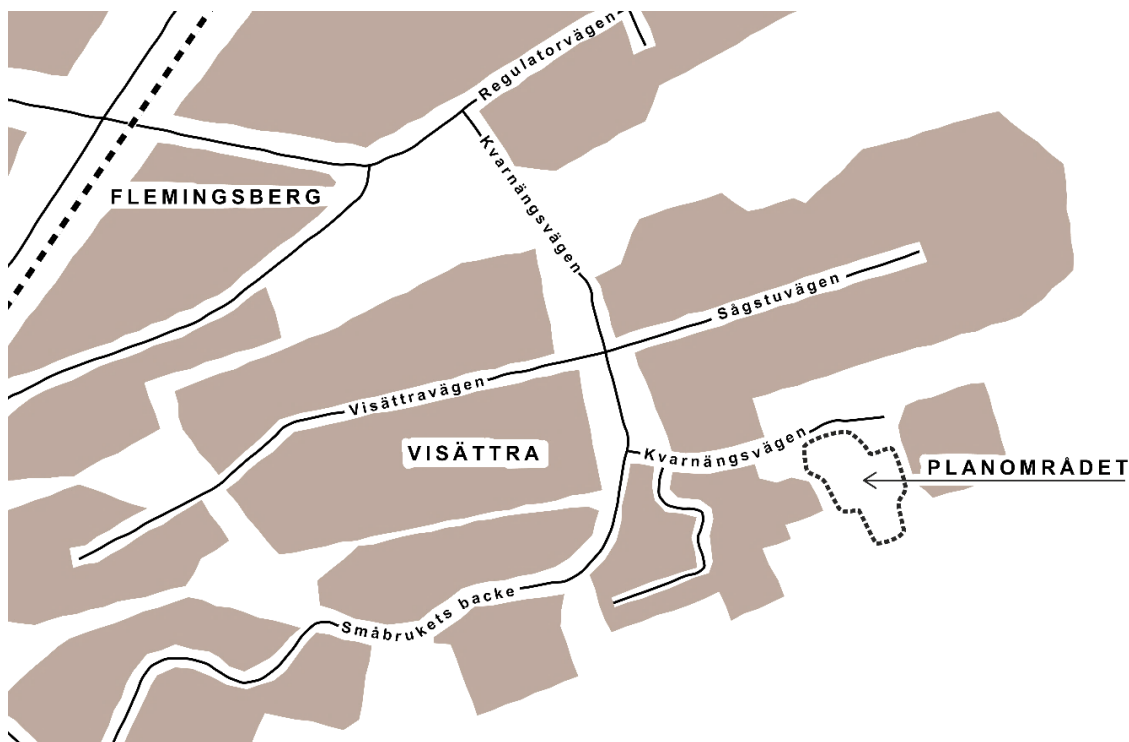 Regulatorvägen
Kvarnängsvägen
FLEMINGSBERG
Sågstuvägen
Visättravägen
VISÄTTRA
Kvarnängsvägen
PLANOMRÅDET
Småbrukets backe